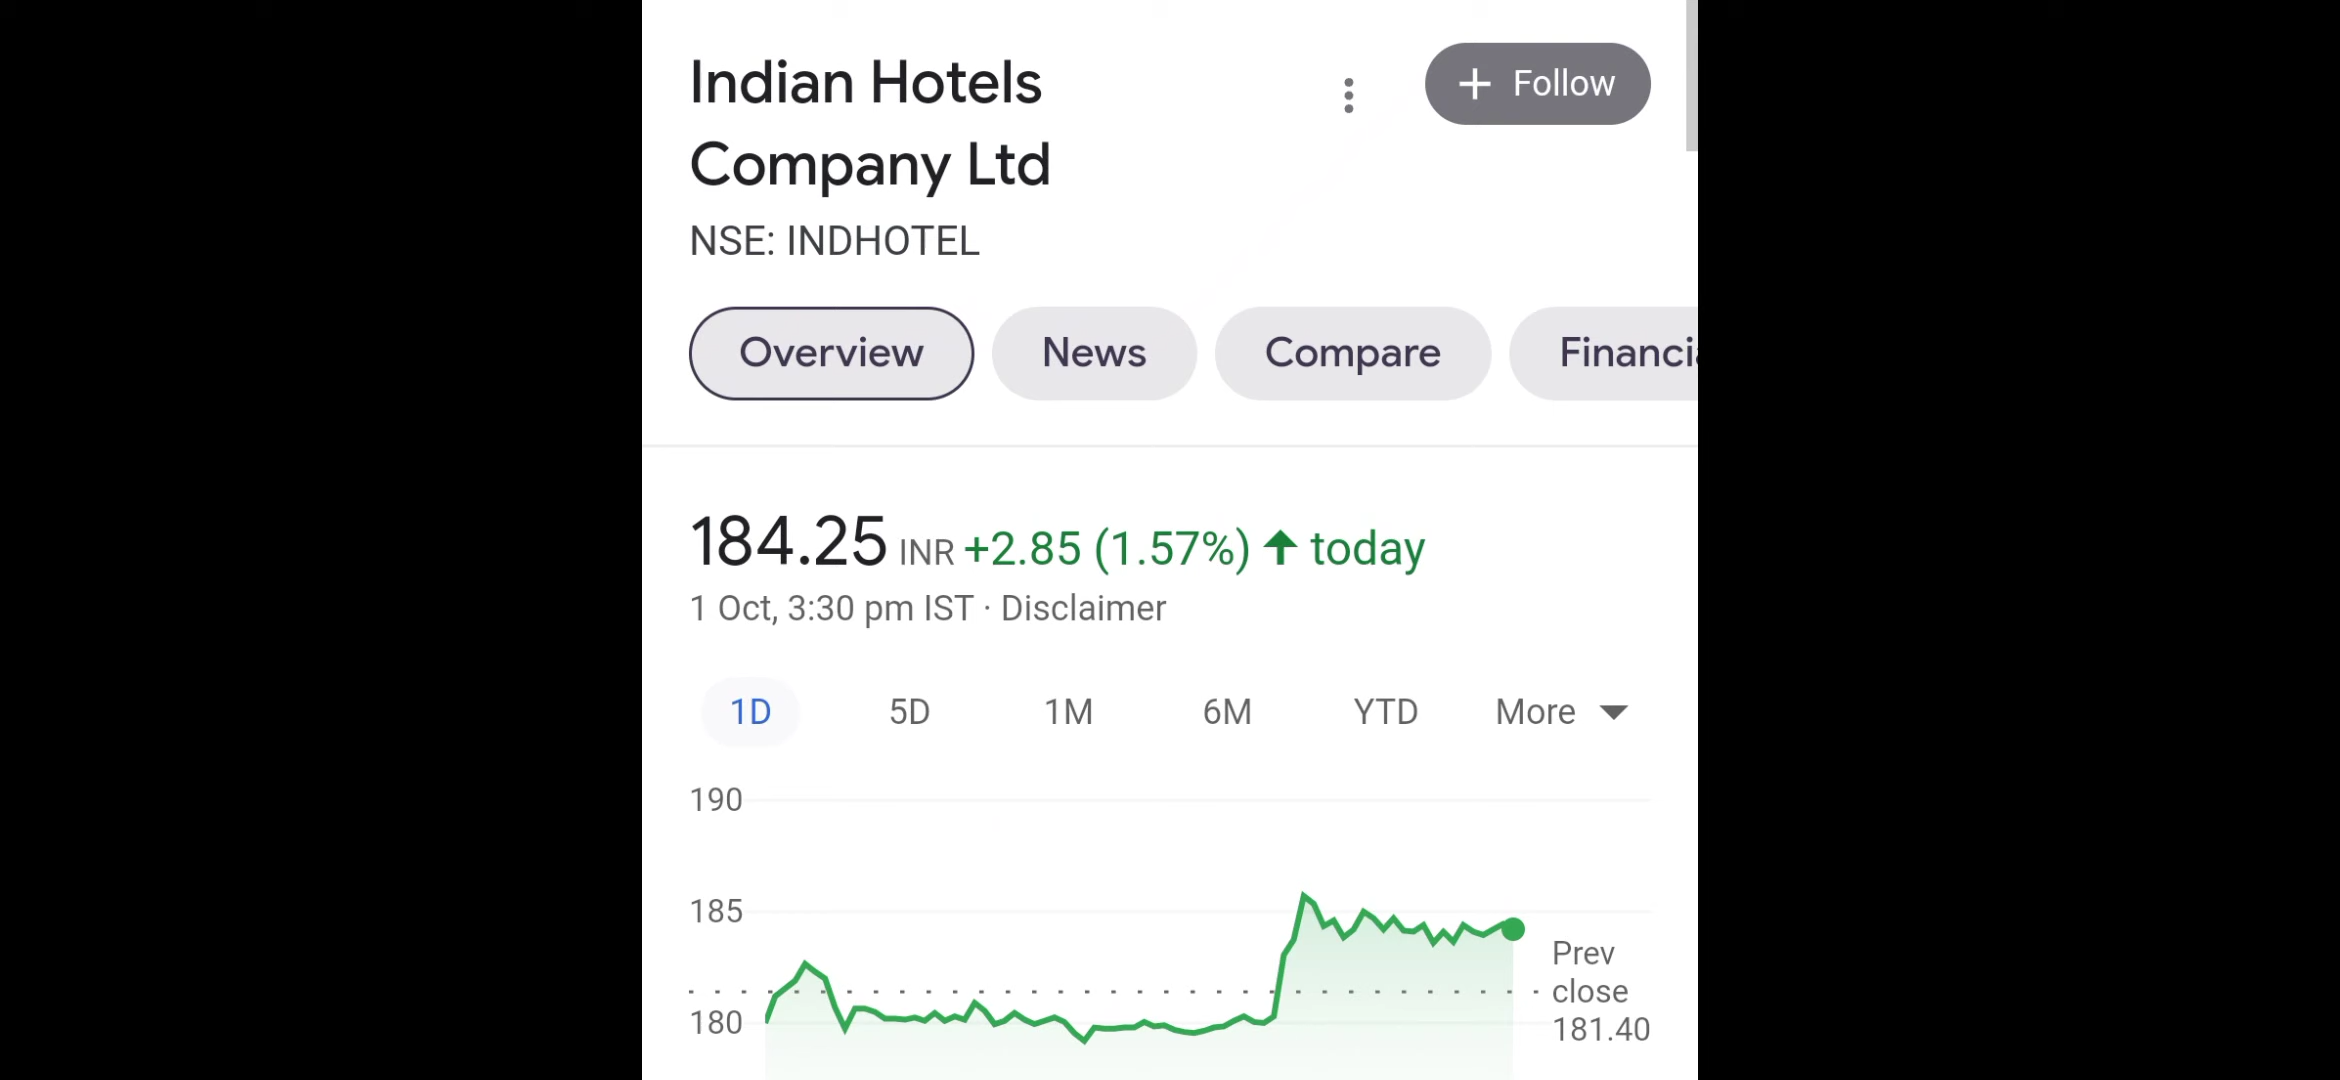 Indian Hotels
Company Ltd
+ Follow
NSE: INDHOTEL
Overview News Compare Financia
184.25 INR +2.85 (1.57%) ↑ today
1 Oct, 3:30 pm IST · Disclaimer
1D 5D 1M 6M YTD More
190
185
180
Prev
close
181.40